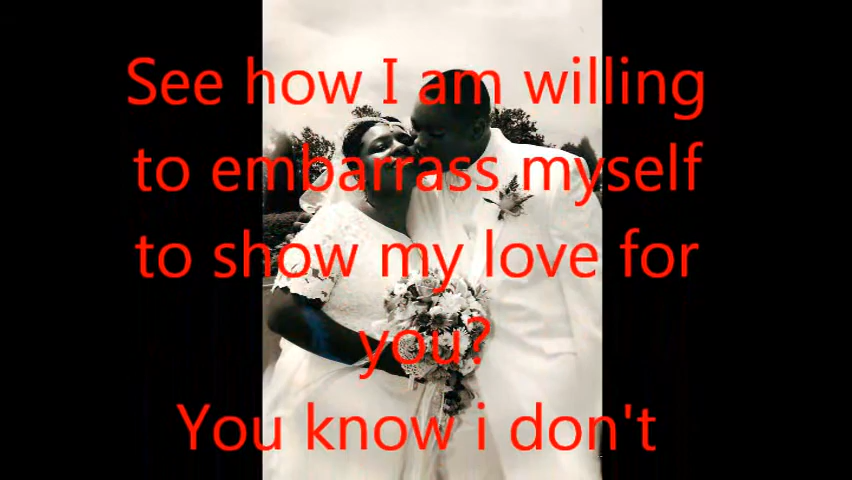 See how I am willing
to embarrass myself
to show my love for
you?
You know i don't